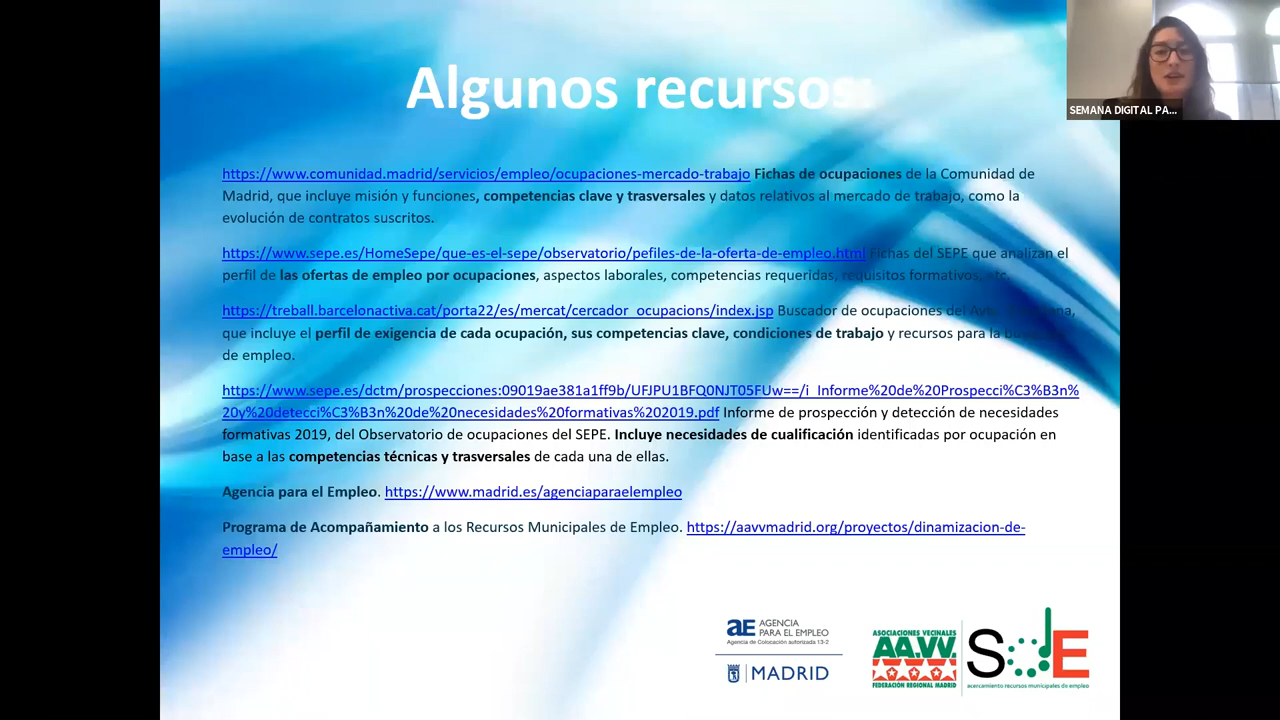 Algunos recursos:
SEMANA DIGITAL PA...
https://www.comunidad.madrid/servicios/empleo/ocupaciones-mercado-trabajo Fichas de ocupaciones de la Comunidad de
Madrid, que incluye misión y funciones, competencias clave y trasversales y datos relativos al mercado de trabajo, como la
evolución de contratos suscritos.
https://www.sepe.es/HomeSepe/que-es-el-sepe/observatorio/pefiles-de-la-oferta-de-empleo.html Fichas del SEPE que analizan el
perfil de las ofertas de empleo por ocupaciones, aspectos laborales, competencias requeridas, requisitos formativos, etc.
https://treball.barcelonactiva.cat/porta22/es/mercat/cercador_ocupacions/index.jsp Buscador de ocupaciones del
que incluye el perfil de exigencia de cada ocupación, sus competencias clave, condiciones de trabajo y recursos para la
de empleo.
https://www.sepe.es/dctm/prospecciones:09019ae381a1ff9b/UFJPU1BFQ0NJT05FUw==/i_Informe%20de%20Prospecci%C3%B3n%
20y%20detecci%C3%B3n%20de%20necesidades%20formativas%202019.pdf Informe de prospección y detección de necesidades
formativas 2019, del Observatorio de ocupaciones del SEPE. Incluye necesidades de cualificación identificadas por ocupación en
base a las competencias técnicas y trasversales de cada una de ellas.
Agencia para el Empleo. https://www.madrid.es/agenciaparaelempleo
Programa de Acompañamiento a los Recursos Municipales de Empleo. https://aavvmadrid.org/proyectos/dinamizacion-de-
empleo/
aE AGENCIA
PARA EL EMPLEO
Agencia de Colocación autorizada 13-2
MADRID
ASOCIACIONES VECINALES
AA.VV.
FEDERACIÓN REGIONAL MADRID
SdE
acercamiento recursos municipales de empleo